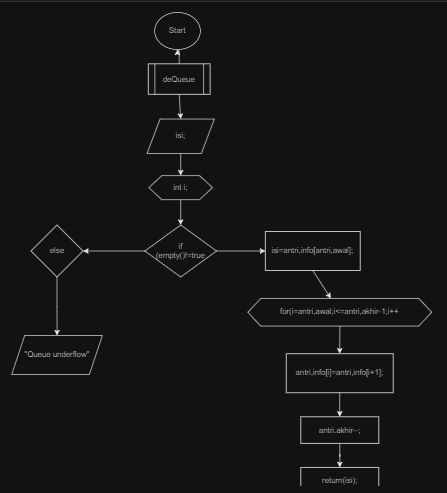 Start
deQueue
isi;
int i;
if
(empty()!=true
else
isi=antri,info[antri,awal];
for(i=antri,awal;i<=antri,akhir-1;i++
"Queue underflow"
antri,info[i]=antri,info[i+1];
antri.akhir--;
return(isi);